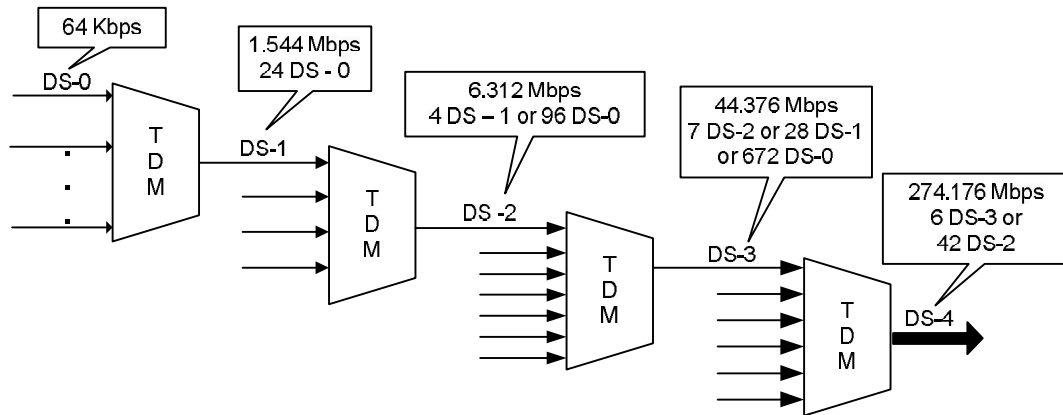 64 Kbps
DS-0
T
D
M
1.544 Mbps
24 DS - 0
DS-1
T
D
M
6.312 Mbps
4 DS – 1 or 96 DS-0
DS -2
T
D
M
44.376 Mbps
7 DS-2 or 28 DS-1
or 672 DS-0
DS-3
T
D
M
274.176 Mbps
6 DS-3 or
42 DS-2
DS-4